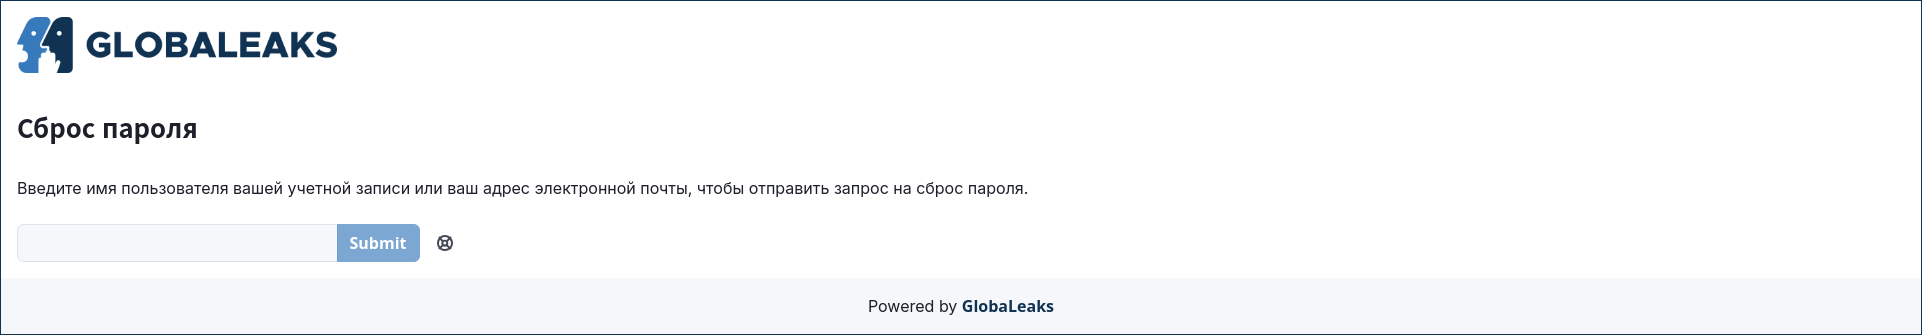 GLOBALEAKS
Сброс пароля
Введите имя пользователя вашей учетной записи или ваш адрес электронной почты, чтобы отправить запрос на сброс пароля.
Submit
Powered by GlobaLeaks